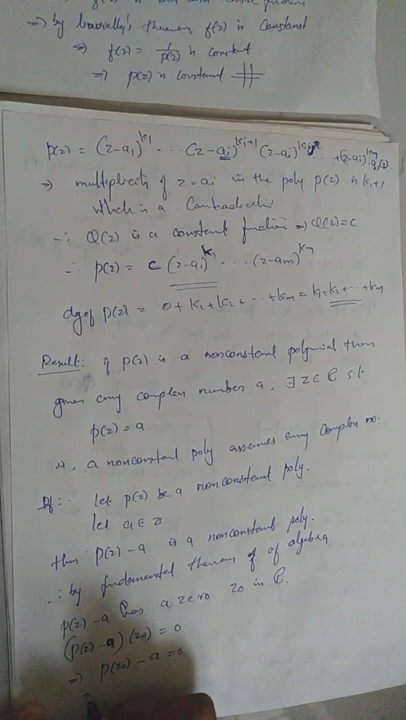 ⇒ by Liouville's theorem f(z) is Constant
⇒ f(z) = 1/p(z) is constant
⇒ p(z) is constant #
p(z) = (z-a₁)^k₁ ... (z-aᵢ)^kᵢ+1 (z-aᵢ)^kᵢ ... (z-aᵢ)^km q(z)
⇒ multiplicity of z = aᵢ in the poly p(z) is kᵢ+1
which is a Contradiction
∴ Q(z) is a constant function ⇒ Q(z) = c
∴ p(z) = c (z-a₁)^k₁ ... (z-am)^km
dg of p(z) = 0 + k₁ + k₂ + ... + km = k₁ + k₂ + ... + km
Result: if p(z) is a nonconstant polynomial then
given any complex number a, ∃ z ∈ C s.t
p(z) = a.
ie, a nonconstant poly assumes every complex no:
Pf:- let p(z) be a nonconstant poly.
let a ∈
then p(z) - a is a nonconstant poly.
∴ by fundamental theorem of of algebra
p(z) - a has a zero z₀ in C.
(p(z) - a)(z₀) = 0
⇒ p(z₀) - a = 0